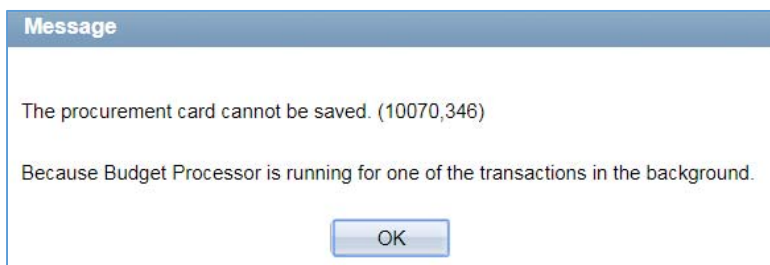 Message
The procurement card cannot be saved. (10070,346)
Because Budget Processor is running for one of the transactions in the background.
OK